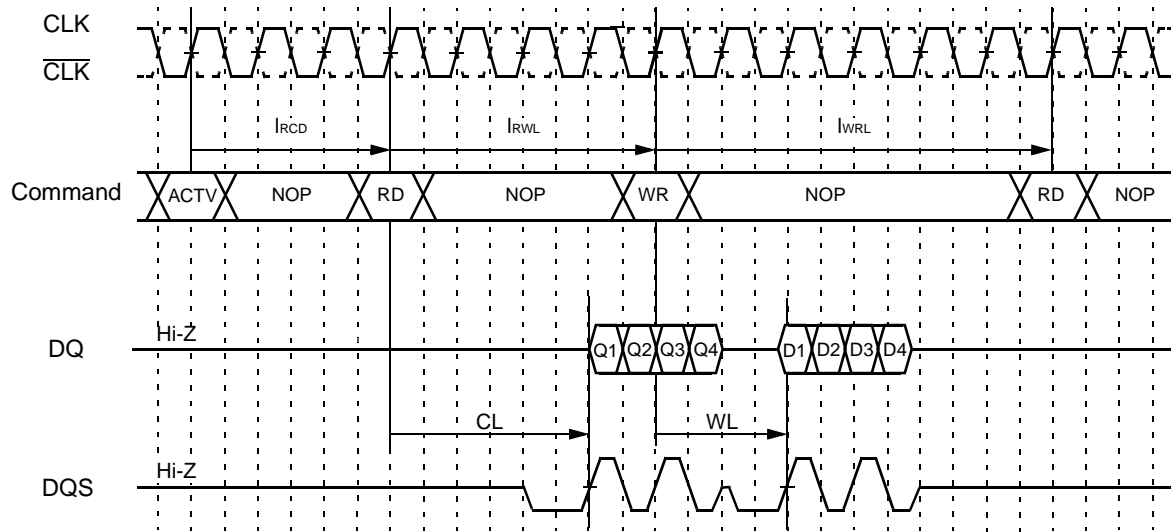 CLK
CLK
IRCD IRWL IWRL
Command ACTV NOP RD NOP WR NOP RD NOP
DQ Hi-Z Q1 Q2 Q3 Q4 D1 D2 D3 D4
CL WL
DQS Hi-Z